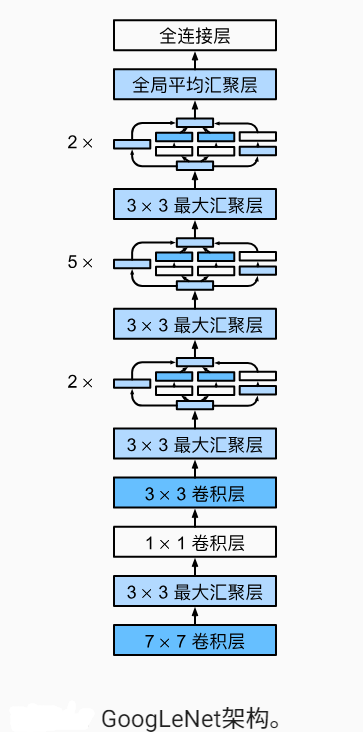 全连接层
全局平均汇聚层
2 ×
3 × 3 最大汇聚层
5 ×
3 × 3 最大汇聚层
2 ×
3 × 3 最大汇聚层
3 × 3 卷积层
1 × 1 卷积层
3 × 3 最大汇聚层
7 × 7 卷积层
GoogLeNet架构。